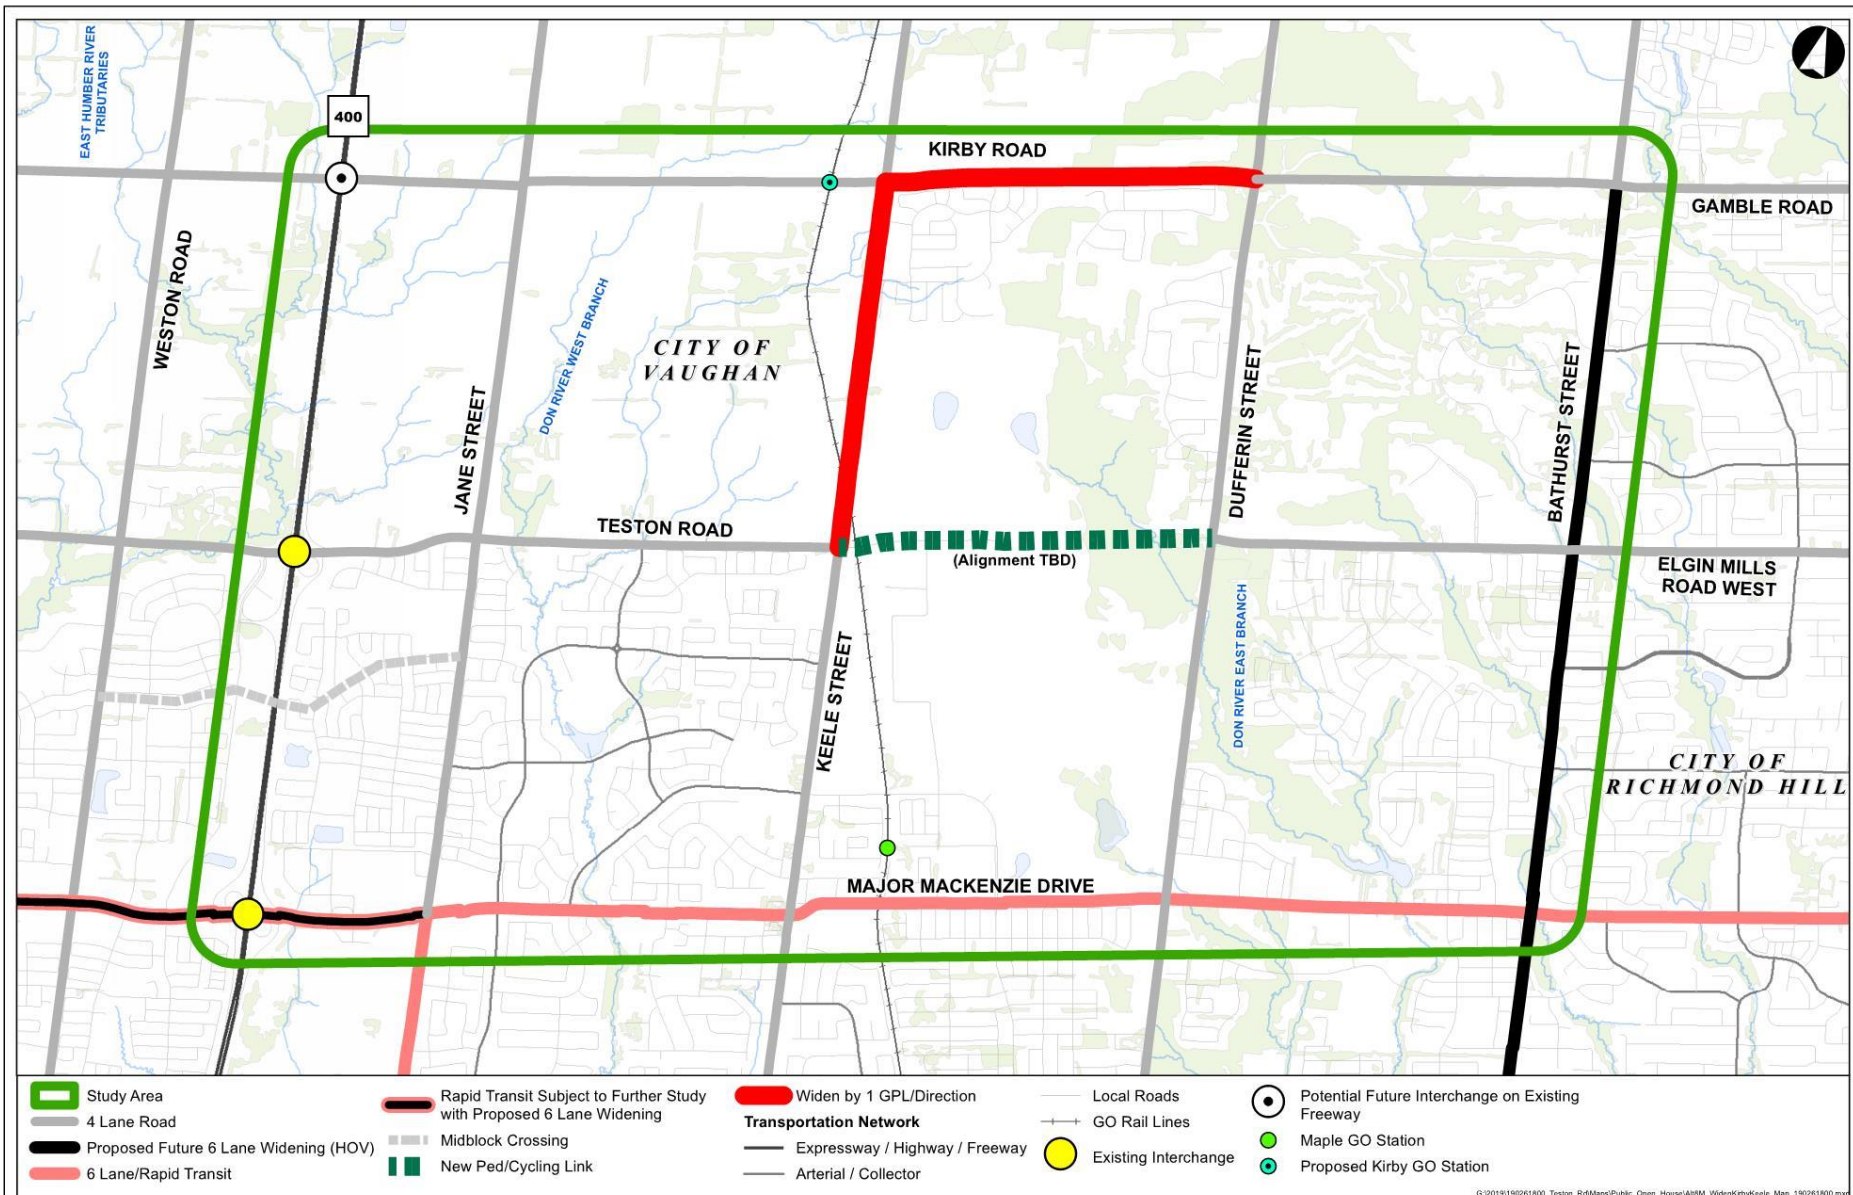 EAST HUMBER RIVER
TRIBUTARIES
400
KIRBY ROAD
GAMBLE ROAD
WESTON ROAD
DON RIVER WEST BRANCH
CITY OF
VAUGHAN
JANE STREET
DUFFERIN STREET
BATHURST STREET
TESTON ROAD
(Alignment TBD)
ELGIN MILLS
ROAD WEST
KEELE STREET
DON RIVER EAST BRANCH
CITY OF
RICHMOND HILL
MAJOR MACKENZIE DRIVE
Study Area
4 Lane Road
Proposed Future 6 Lane Widening (HOV)
6 Lane/Rapid Transit
Rapid Transit Subject to Further Study
with Proposed 6 Lane Widening
Midblock Crossing
New Ped/Cycling Link
Widen by 1 GPL/Direction
Transportation Network
Expressway / Highway / Freeway
Arterial / Collector
Local Roads
GO Rail Lines
Existing Interchange
Potential Future Interchange on Existing
Freeway
Maple GO Station
Proposed Kirby GO Station